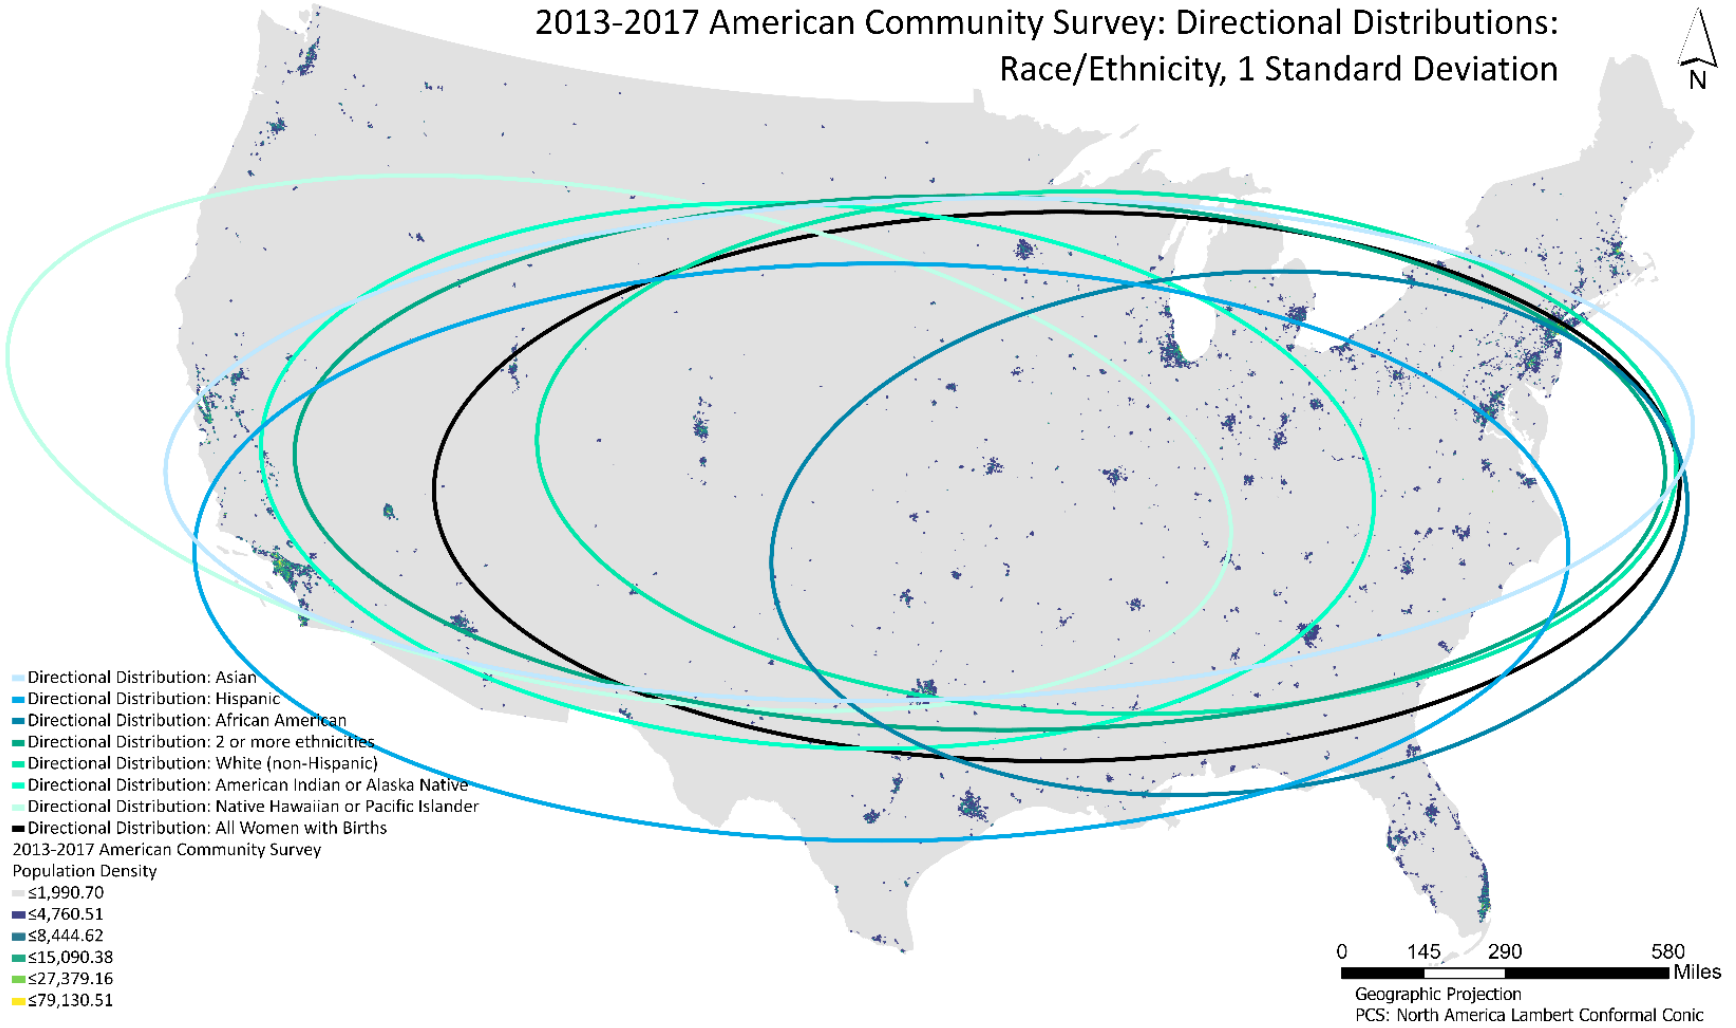 2013-2017 American Community Survey: Directional Distributions:
Race/Ethnicity, 1 Standard Deviation
N
Directional Distribution: Asian
Directional Distribution: Hispanic
Directional Distribution: African American
Directional Distribution: 2 or more ethnicities
Directional Distribution: White (non-Hispanic)
Directional Distribution: American Indian or Alaska Native
Directional Distribution: Native Hawaiian or Pacific Islander
Directional Distribution: All Women with Births
2013-2017 American Community Survey
Population Density
≤1,990.70
≤4,760.51
≤8,444.62
≤15,090.38
≤27,379.16
≤79,130.51
0 145 290 580
Miles
Geographic Projection
PCS: North America Lambert Conformal Conic